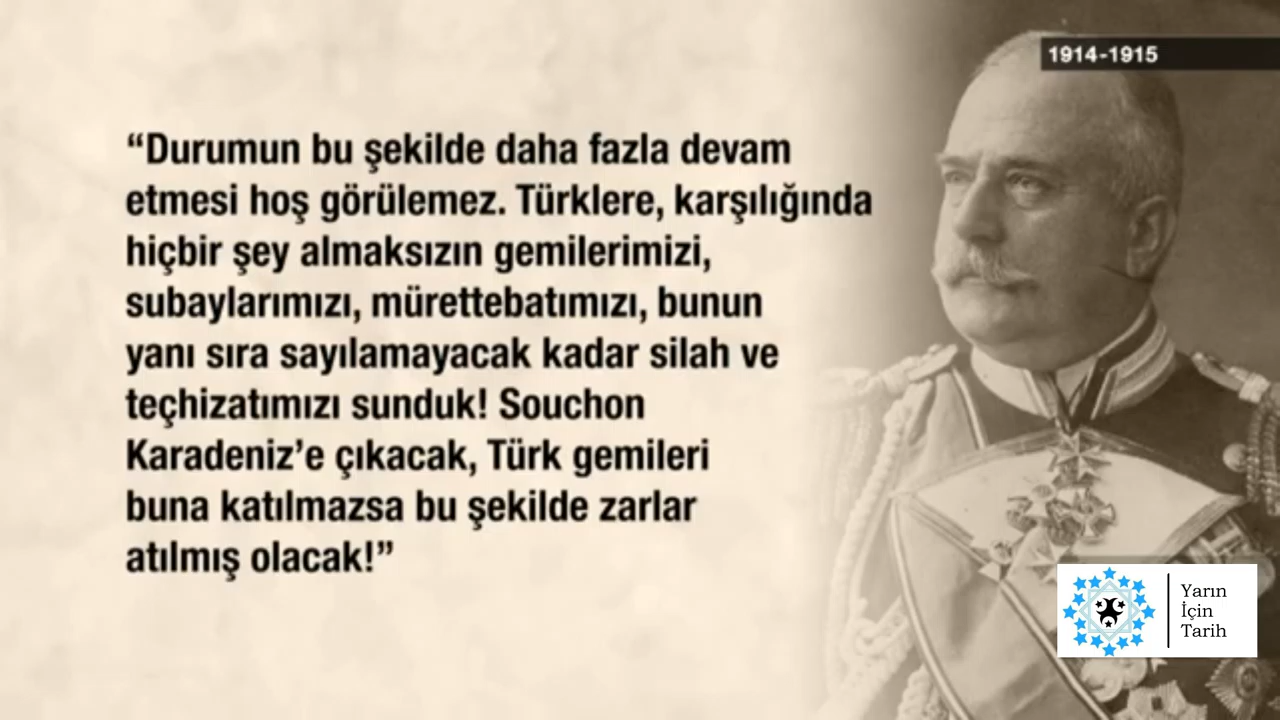 1914-1915
“Durumun bu şekilde daha fazla devam
etmesi hoş görülemez. Türklere, karşılığında
hiçbir şey almaksızın gemilerimizi,
subaylarımızı, mürettebatımızı, bunun
yanı sıra sayılamayacak kadar silah ve
teçhizatımızı sunduk! Souchon
Karadeniz’e çıkacak, Türk gemileri
buna katılmazsa bu şekilde zarlar
atılmış olacak!”
Yarın
İçin
Tarih